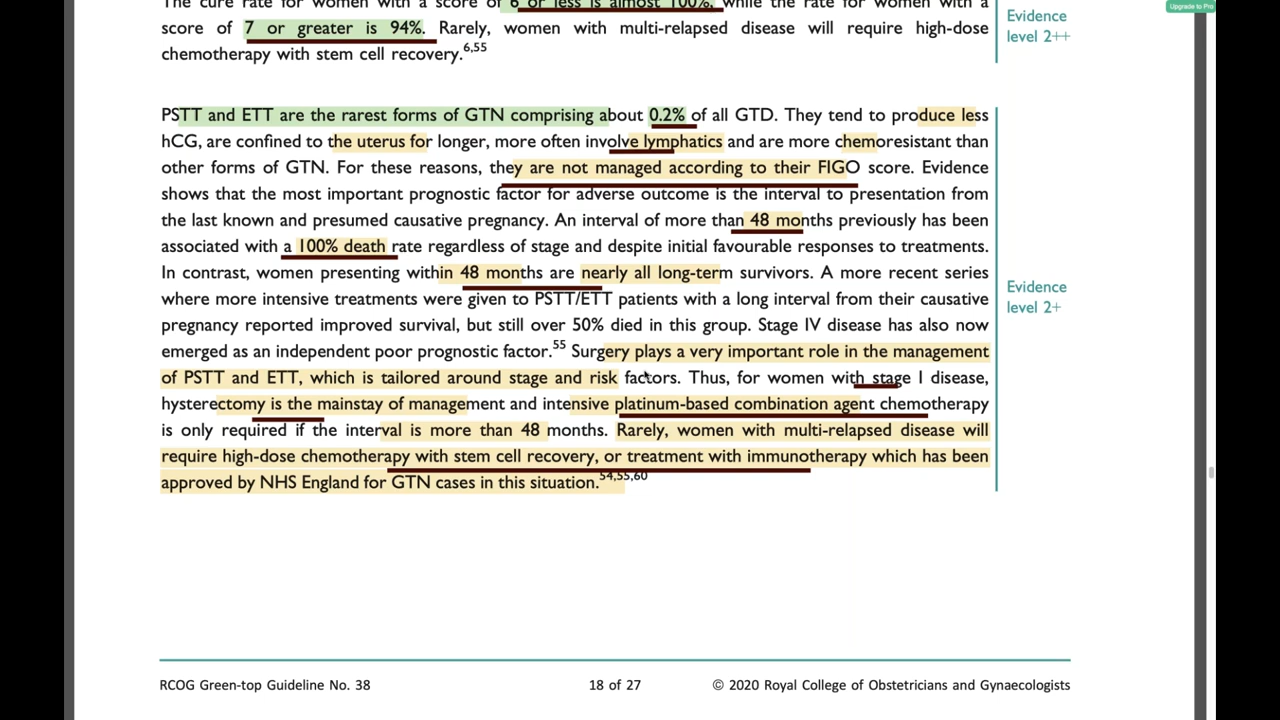 The cure rate for women with a score of 6 or less is almost 100%, while the rate for women with a
score of 7 or greater is 94%. Rarely, women with multi-relapsed disease will require high-dose
chemotherapy with stem cell recovery.6,55
Evidence
level 2++
Upgrade to Pro
PSTT and ETT are the rarest forms of GTN comprising about 0.2% of all GTD. They tend to produce less
hCG, are confined to the uterus for longer, more often involve lymphatics and are more chemoresistant than
other forms of GTN. For these reasons, they are not managed according to their FIGO score. Evidence
shows that the most important prognostic factor for adverse outcome is the interval to presentation from
the last known and presumed causative pregnancy. An interval of more than 48 months previously has been
associated with a 100% death rate regardless of stage and despite initial favourable responses to treatments.
In contrast, women presenting within 48 months are nearly all long-term survivors. A more recent series
where more intensive treatments were given to PSTT/ETT patients with a long interval from their causative
pregnancy reported improved survival, but still over 50% died in this group. Stage IV disease has also now
emerged as an independent poor prognostic factor.55 Surgery plays a very important role in the management
of PSTT and ETT, which is tailored around stage and risk factors. Thus, for women with stage I disease,
hysterectomy is the mainstay of management and intensive platinum-based combination agent chemotherapy
is only required if the interval is more than 48 months. Rarely, women with multi-relapsed disease will
require high-dose chemotherapy with stem cell recovery, or treatment with immunotherapy which has been
approved by NHS England for GTN cases in this situation.54,55,60
Evidence
level 2+
RCOG Green-top Guideline No. 38
18 of 27
© 2020 Royal College of Obstetricians and Gynaecologists